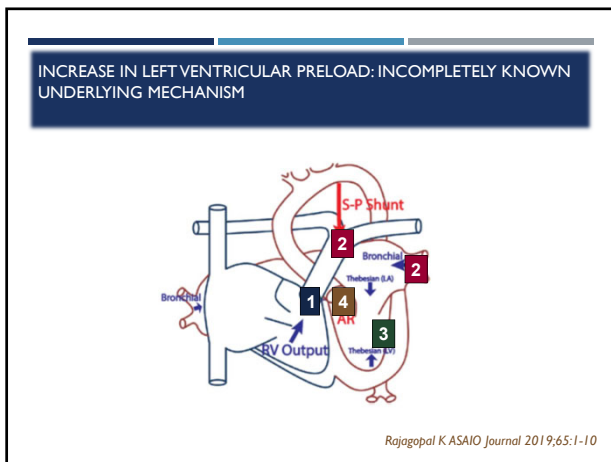 INCREASE IN LEFT VENTRICULAR PRELOAD: INCOMPLETELY KNOWN
UNDERLYING MECHANISM
S-P Shunt
2
Bronchial
2
Thebesian (LA)
Bronchial
1
4
AR
3
RV Output
Thebesian (LV)
Rajagopal K ASAIO Journal 2019;65:1-10